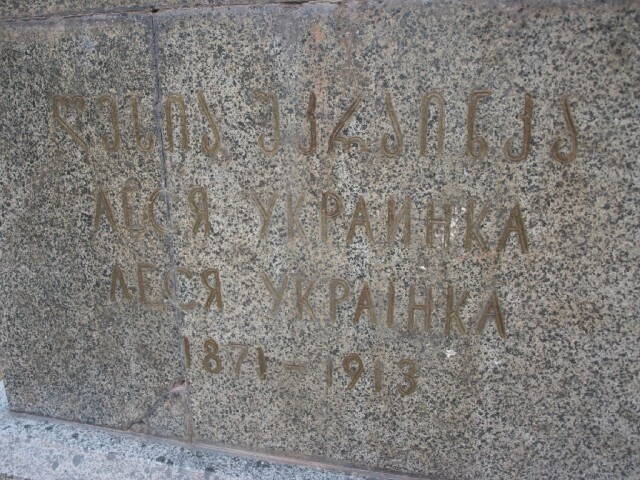 ლესია უკრაინკა
ЛЕСЯ УКРАИНКА
ЛЕСЯ УКРАЇНКА
1871 – 1913